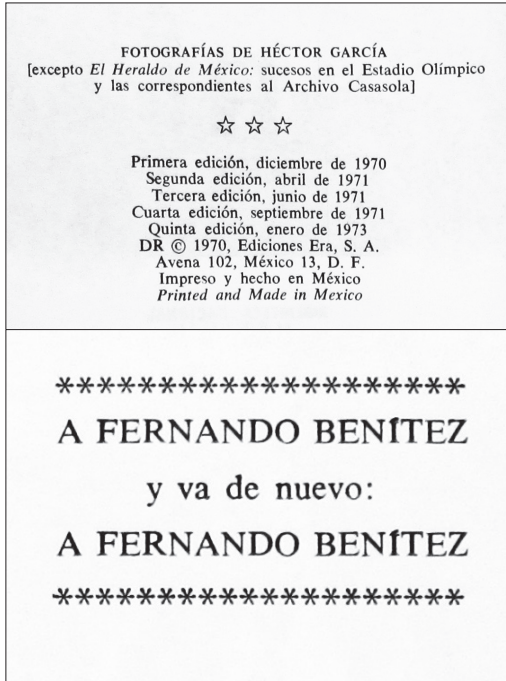 FOTOGRAFÍAS DE HÉCTOR GARCÍA
[excepto El Heraldo de México: sucesos en el Estadio Olímpico
y las correspondientes al Archivo Casasola]
☆ ☆ ☆
Primera edición, diciembre de 1970
Segunda edición, abril de 1971
Tercera edición, junio de 1971
Cuarta edición, septiembre de 1971
Quinta edición, enero de 1973
DR © 1970, Ediciones Era, S. A.
Avena 102, México 13, D. F.
Impreso y hecho en México
Printed and Made in Mexico
********************
A FERNANDO BENÍTEZ
y va de nuevo:
A FERNANDO BENÍTEZ
********************